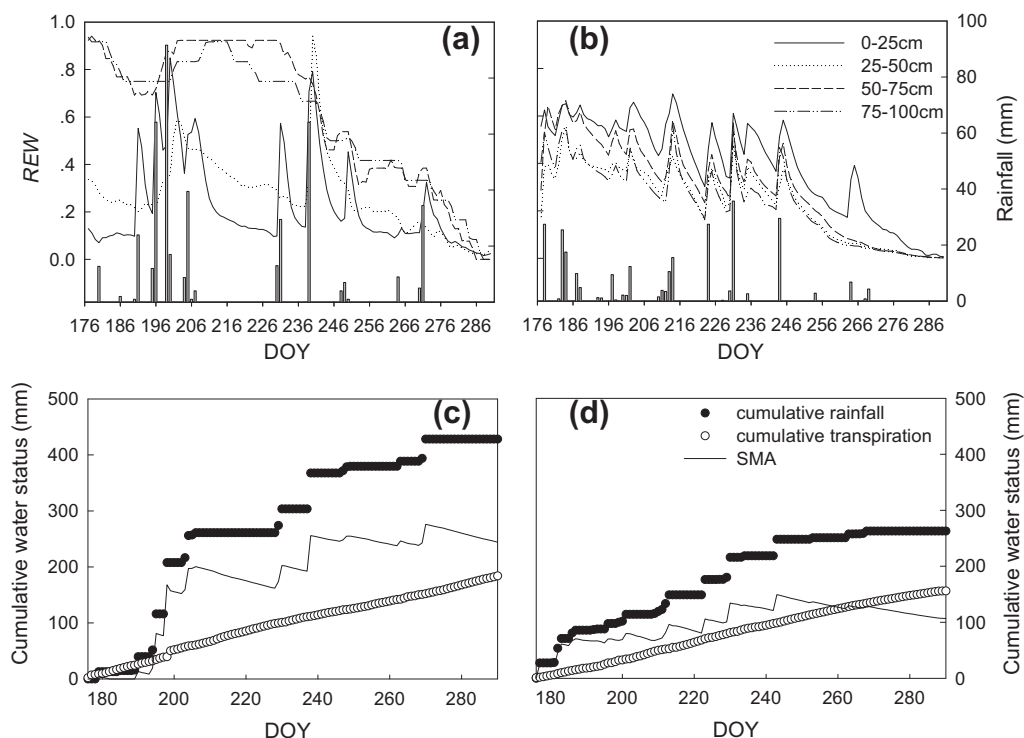 (a)
REW
1.0
.8
.6
.4
.2
0.0
176 186 196 206 216 226 236 246 256 266 276 286
DOY
(b)
0-25cm
25-50cm
50-75cm
75-100cm
Rainfall (mm)
100
80
60
40
20
0
176 186 196 206 216 226 236 246 256 266 276 286
DOY
(c)
Cumulative water status (mm)
500
400
300
200
100
0
180 200 220 240 260 280
DOY
(d)
cumulative rainfall
cumulative transpiration
SMA
Cumulative water status (mm)
500
400
300
200
100
0
180 200 220 240 260 280
DOY